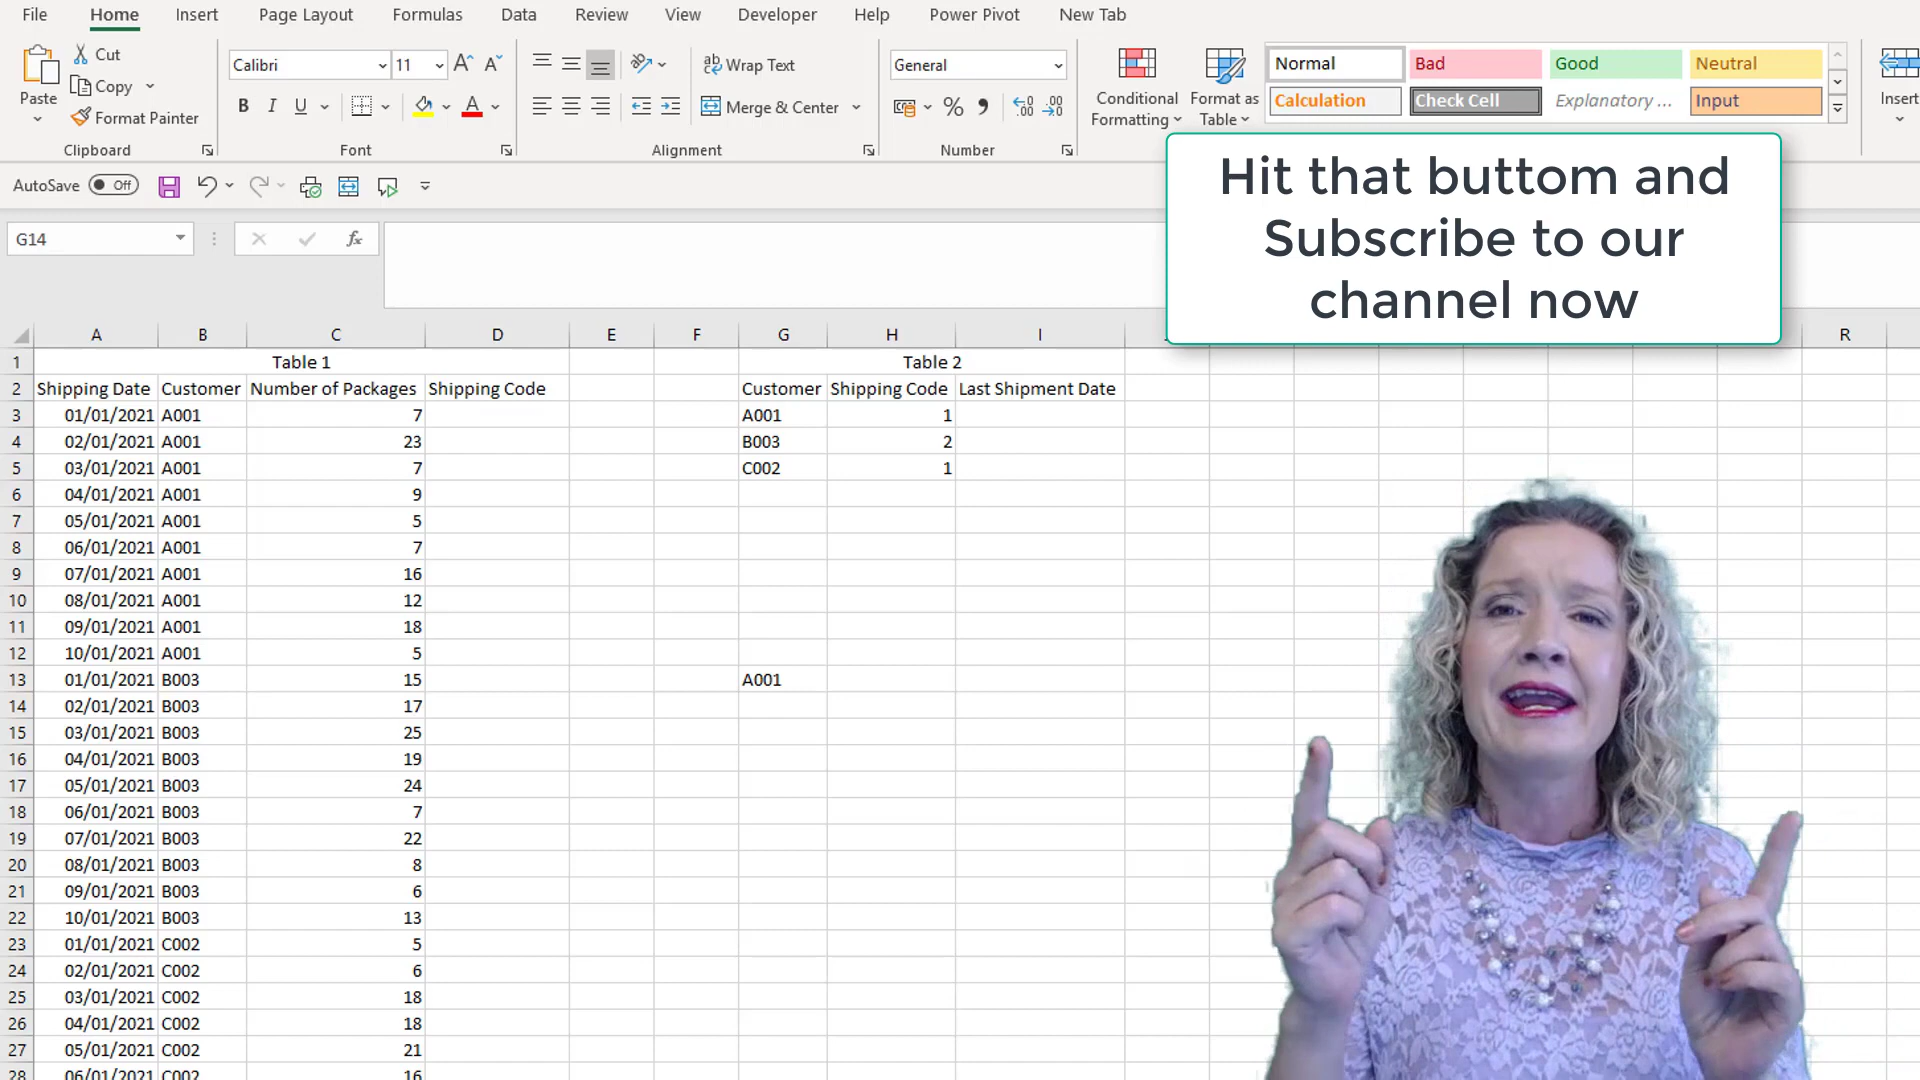 File Home Insert Page Layout Formulas Data Review View Developer Help Power Pivot New Tab
Cut
Calibri 11 A A
ab Wrap Text
General
Normal Bad Good Neutral
Copy
Paste
Format Painter
B I U A
Merge & Center
%
Conditional Formatting
Format as Table
Calculation Check Cell Explanatory ... Input
Insert
Clipboard Font Alignment Number
AutoSave Off
Hit that buttom and
Subscribe to our
channel now
G14 fx
A B C D E F G H I R
1 Table 1 Table 2
2 Shipping Date Customer Number of Packages Shipping Code Customer Shipping Code Last Shipment Date
3 01/01/2021 A001 7 A001 1
4 02/01/2021 A001 23 B003 2
5 03/01/2021 A001 7 C002 1
6 04/01/2021 A001 9
7 05/01/2021 A001 5
8 06/01/2021 A001 7
9 07/01/2021 A001 16
10 08/01/2021 A001 12
11 09/01/2021 A001 18
12 10/01/2021 A001 5
13 01/01/2021 B003 15 A001
14 02/01/2021 B003 17
15 03/01/2021 B003 25
16 04/01/2021 B003 19
17 05/01/2021 B003 24
18 06/01/2021 B003 7
19 07/01/2021 B003 22
20 08/01/2021 B003 8
21 09/01/2021 B003 6
22 10/01/2021 B003 13
23 01/01/2021 C002 5
24 02/01/2021 C002 6
25 03/01/2021 C002 18
26 04/01/2021 C002 18
27 05/01/2021 C002 21
28 06/01/2021 C002 16